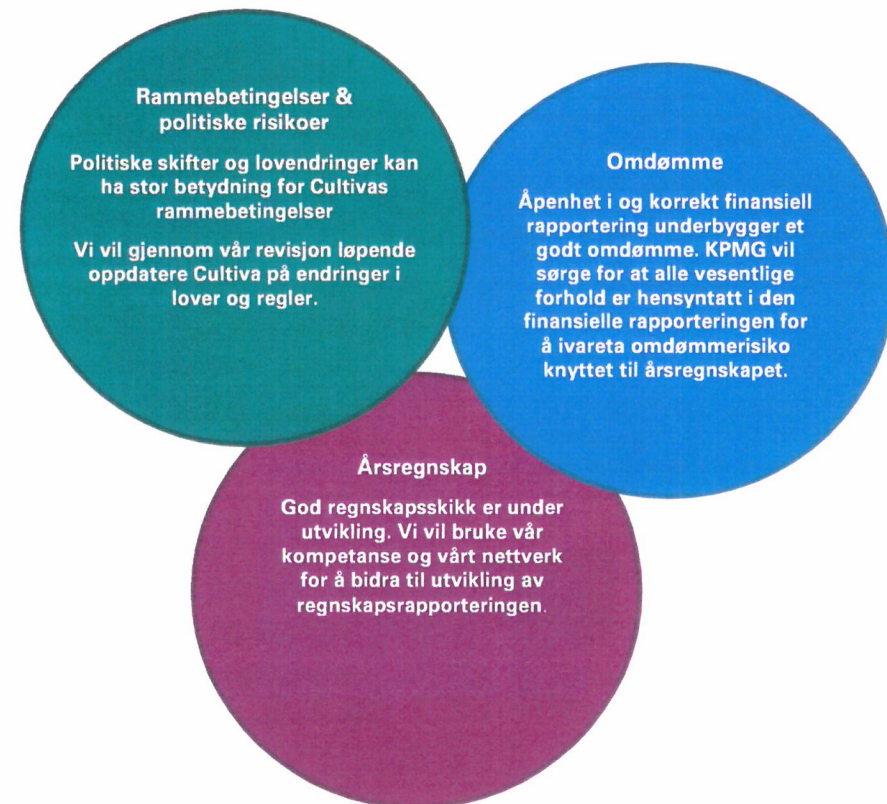 Rammebetingelser &
politiske risikoer
Politiske skifter og lovendringer kan
ha stor betydning for Cultivas
rammebetingelser
Vi vil gjennom vår revisjon løpende
oppdatere Cultiva på endringer i
lover og regler.
Omdømme
Åpenhet i og korrekt finansiell
rapportering underbygger et
godt omdømme. KPMG vil
sørge for at alle vesentlige
forhold er hensyntatt i den
finansielle rapporteringen for
å ivareta omdømmerisiko
knyttet til årsregnskapet.
Årsregnskap
God regnskapsskikk er under
utvikling. Vi vil bruke vår
kompetanse og vårt nettverk
for å bidra til utvikling av
regnskapsrapporteringen.